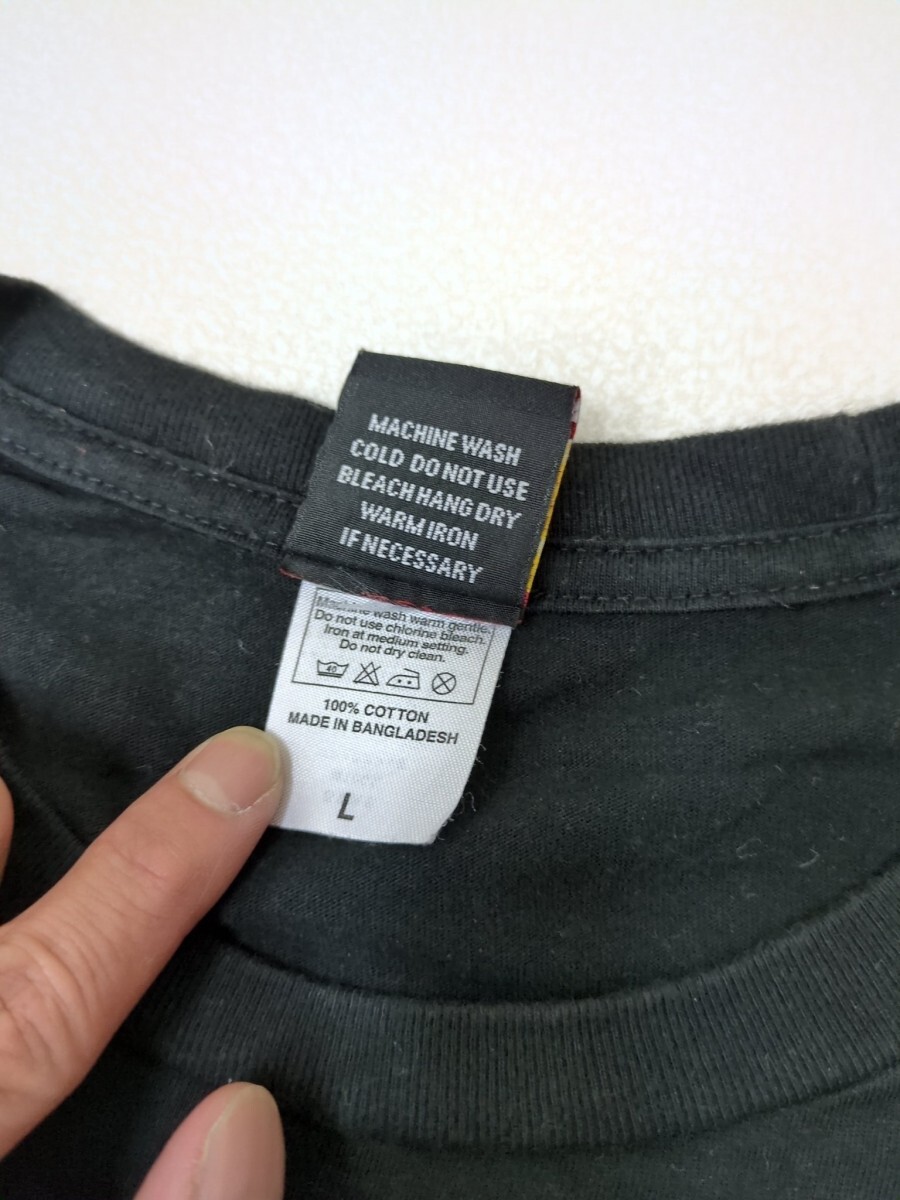 MACHINE WASH
COLD DO NOT USE
BLEACH HANG DRY
WARM IRON
IF NECESSARY
Machine wash warm gentle.
Do not use chlorine bleach.
Iron at medium setting.
Do not dry clean.
40
100% COTTON
MADE IN BANGLADESH
L